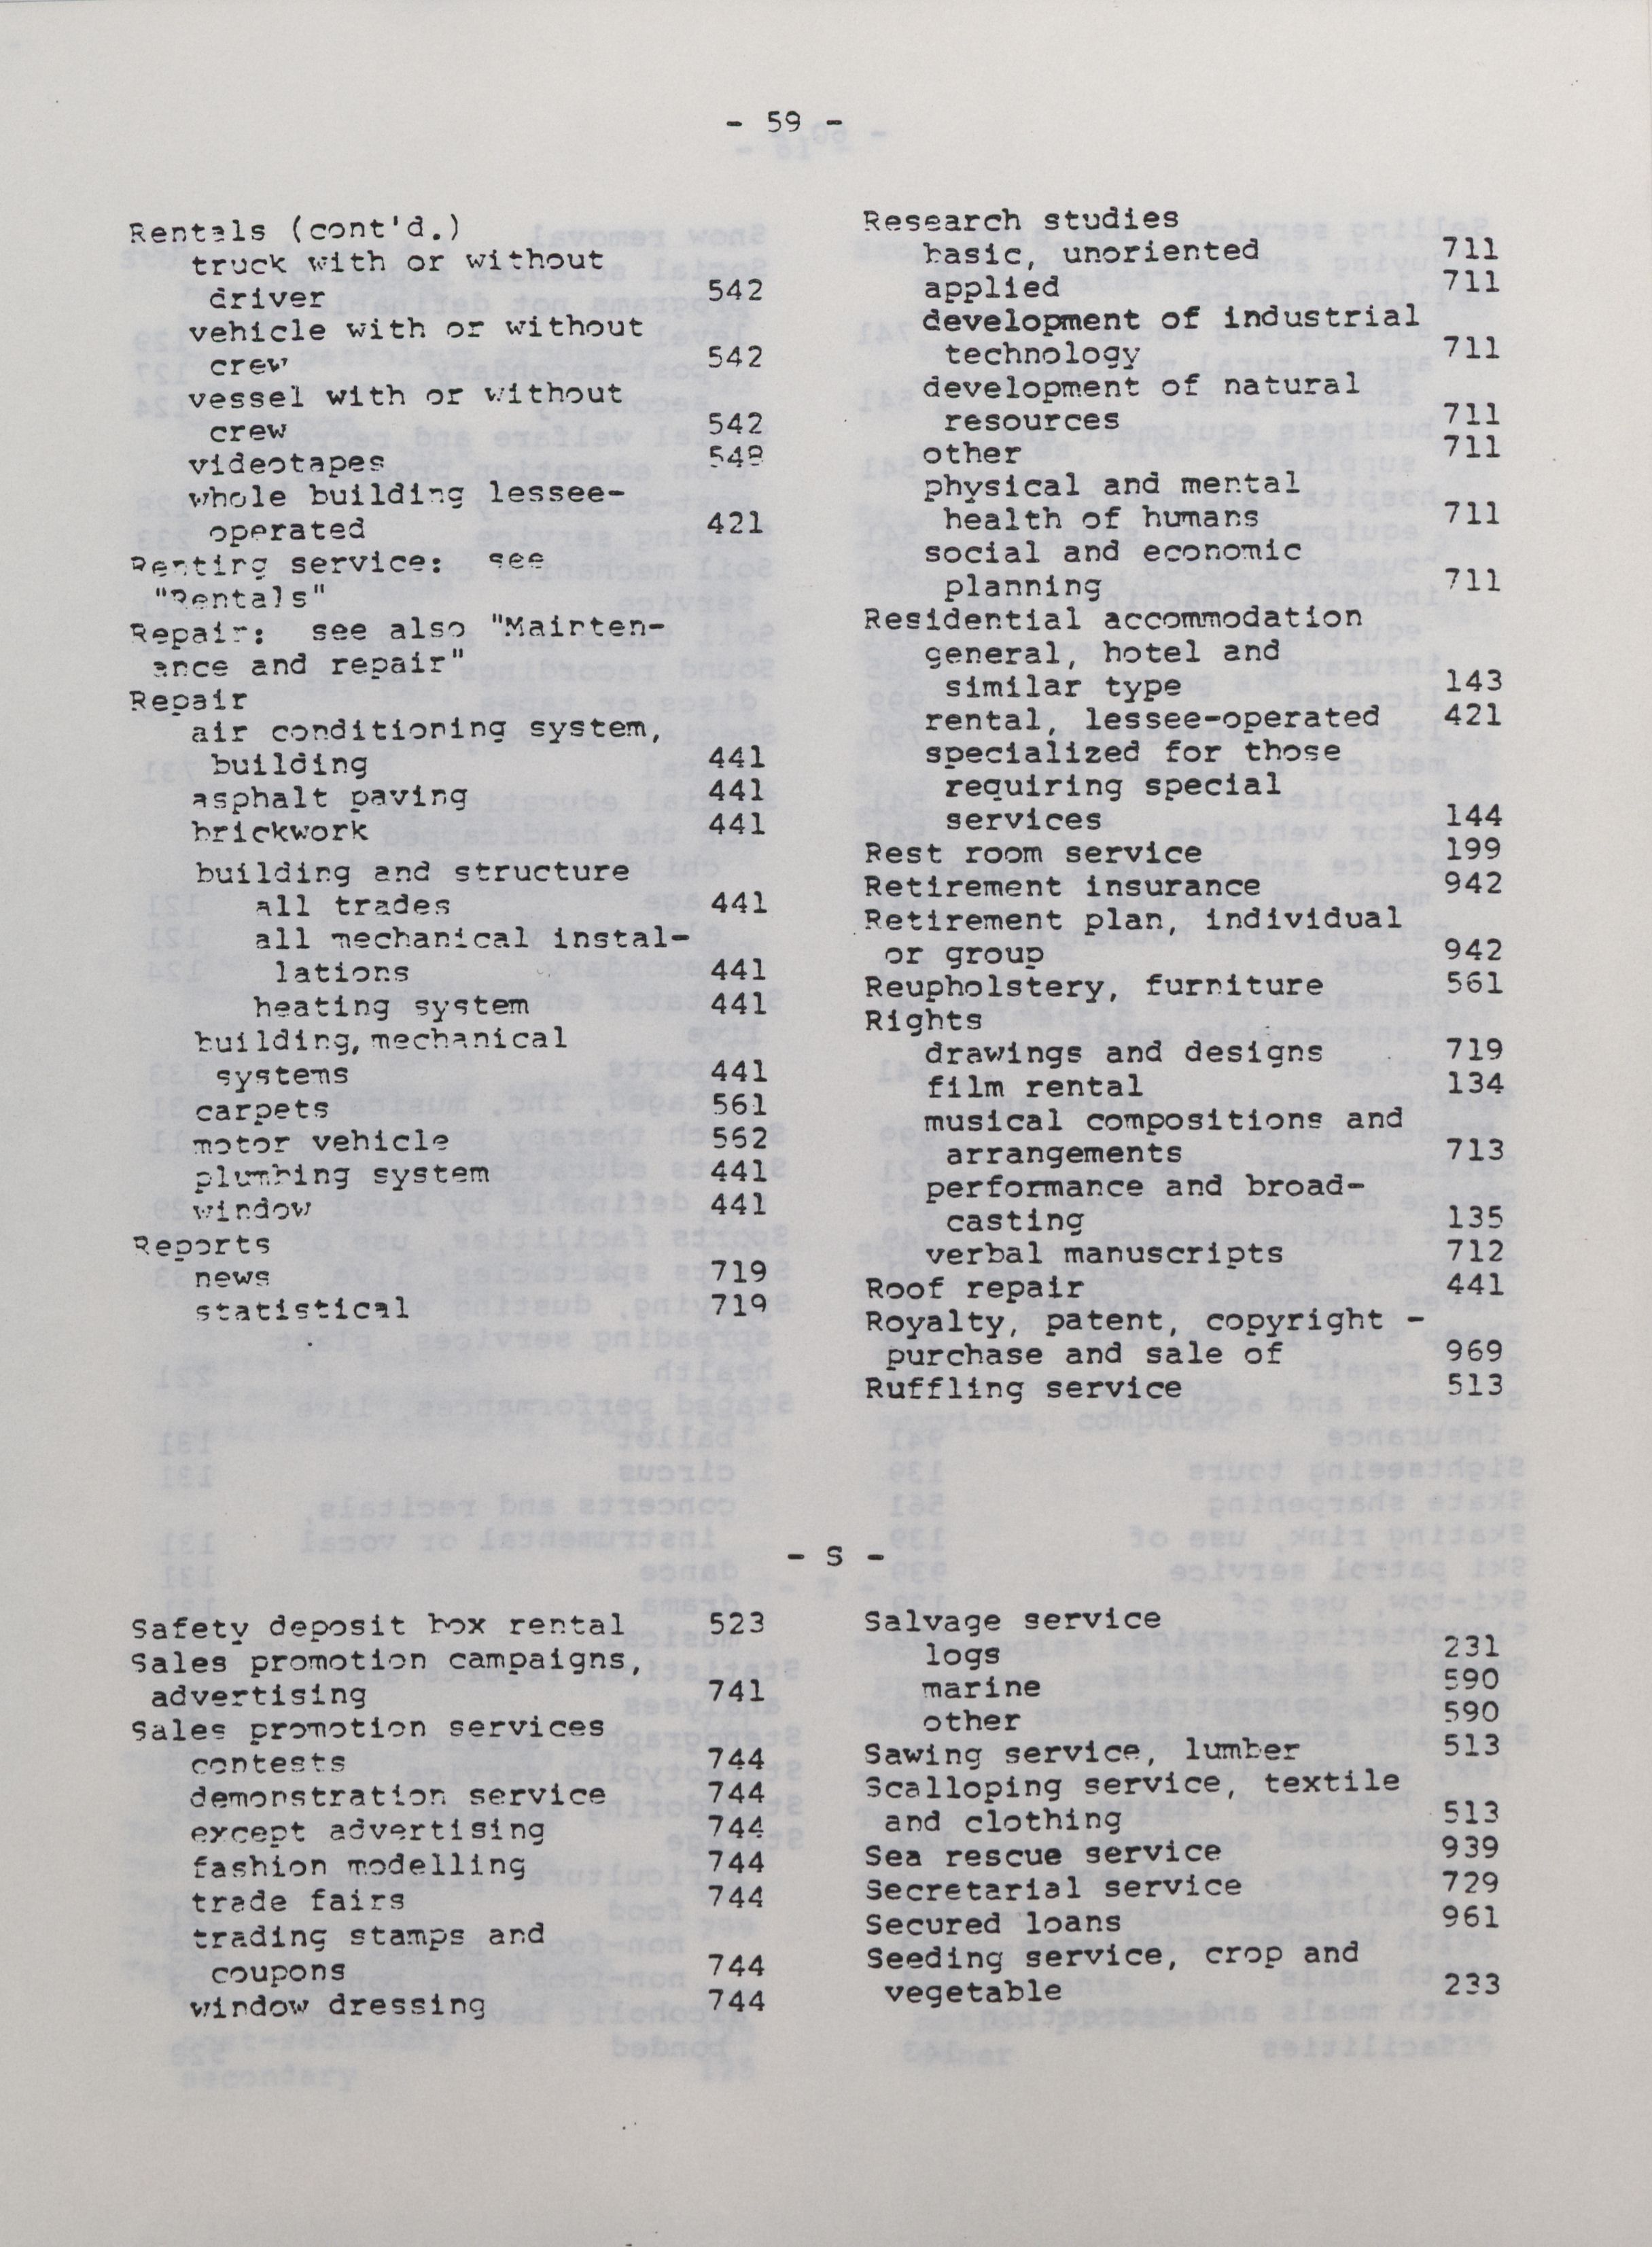 - 59 -
Rentals (cont'd.)
truck with or without
driver 542
vehicle with or without
crew 542
vessel with or without
crew 542
videotapes 549
whole building lessee-
operated 421
Renting service: see
"Rentals"
Repair: see also "Mainten-
ance and repair"
Repair
air conditioning system,
building 441
asphalt paving 441
brickwork 441
building and structure
all trades 441
all mechanical instal-
lations 441
heating system 441
building, mechanical
systems 441
carpets 561
motor vehicle 562
plumbing system 441
window 441
Reports
news 719
statistical 719
Research studies
basic, unoriented 711
applied 711
development of industrial
technology 711
development of natural
resources 711
other 711
physical and mental
health of humans 711
social and economic
planning 711
Residential accommodation
general, hotel and
similar type 143
rental, lessee-operated 421
specialized for those
requiring special
services 144
Rest room service 199
Retirement insurance 942
Retirement plan, individual
or group 942
Reupholstery, furniture 561
Rights
drawings and designs 719
film rental 134
musical compositions and
arrangements 713
performance and broad-
casting 135
verbal manuscripts 712
Roof repair 441
Royalty, patent, copyright -
purchase and sale of 969
Ruffling service 513
- S -
Safety deposit box rental 523
Sales promotion campaigns,
advertising 741
Sales promotion services
contests 744
demonstration service 744
except advertising 744
fashion modelling 744
trade fairs 744
trading stamps and
coupons 744
window dressing 744
Salvage service
logs 231
marine 590
other 590
Sawing service, lumber 513
Scalloping service, textile
and clothing 513
Sea rescue service 939
Secretarial service 729
Secured loans 961
Seeding service, crop and
vegetable 233